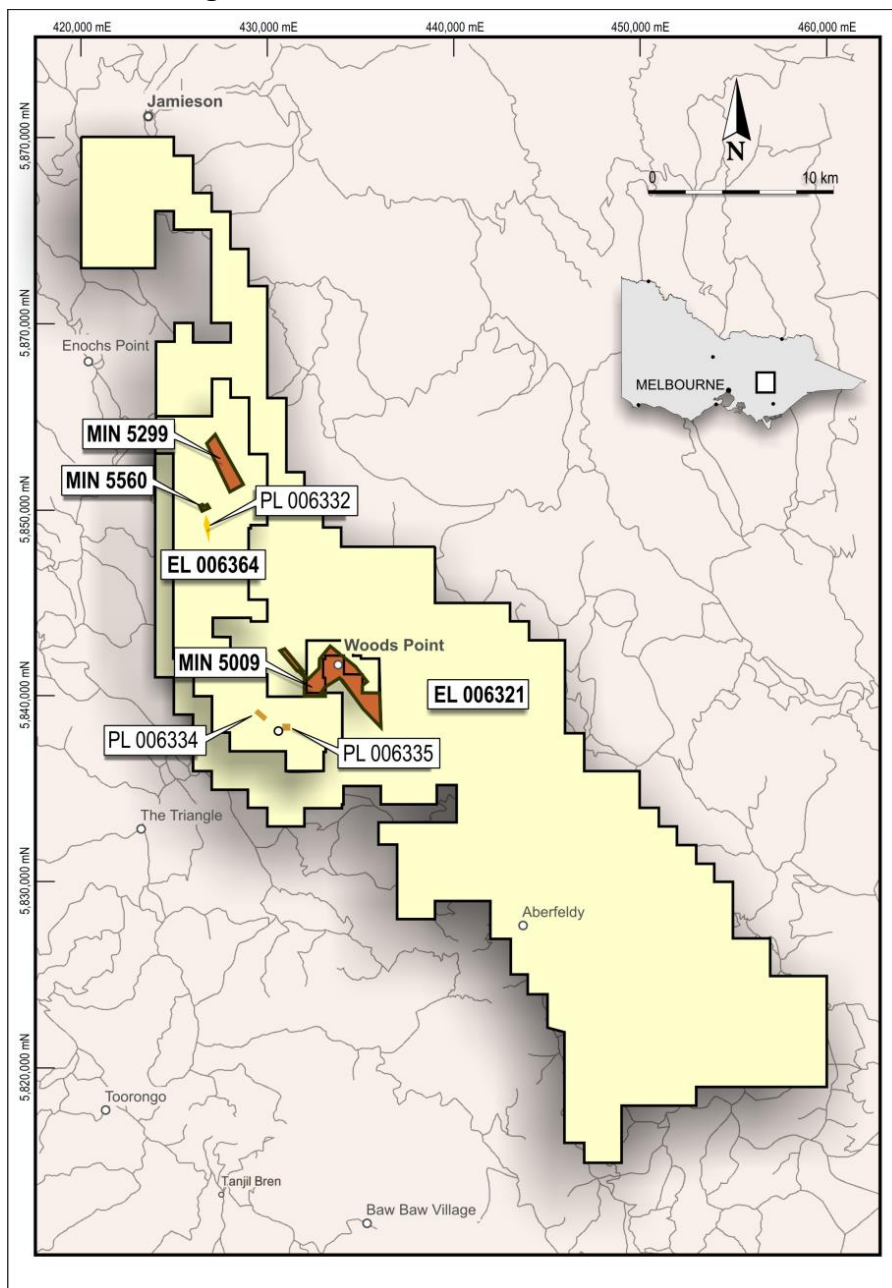 420,000 mE
430,000 mE
440,000 mE
450,000 mE
460,000 mE
Jamieson
5,870,000 mN
N
0
10 km
5,870,000 mN
Enochs Point
MELBOURNE
MIN 5299
MIN 5560
PL 006332
5,850,000 mN
EL 006364
Woods Point
MIN 5009
EL 006321
5,840,000 mN
PL 006334
PL 006335
The Triangle
5,830,000 mN
Aberfeldy
5,820,000 mN
Toorongo
Tanjil Bren
Baw Baw Village